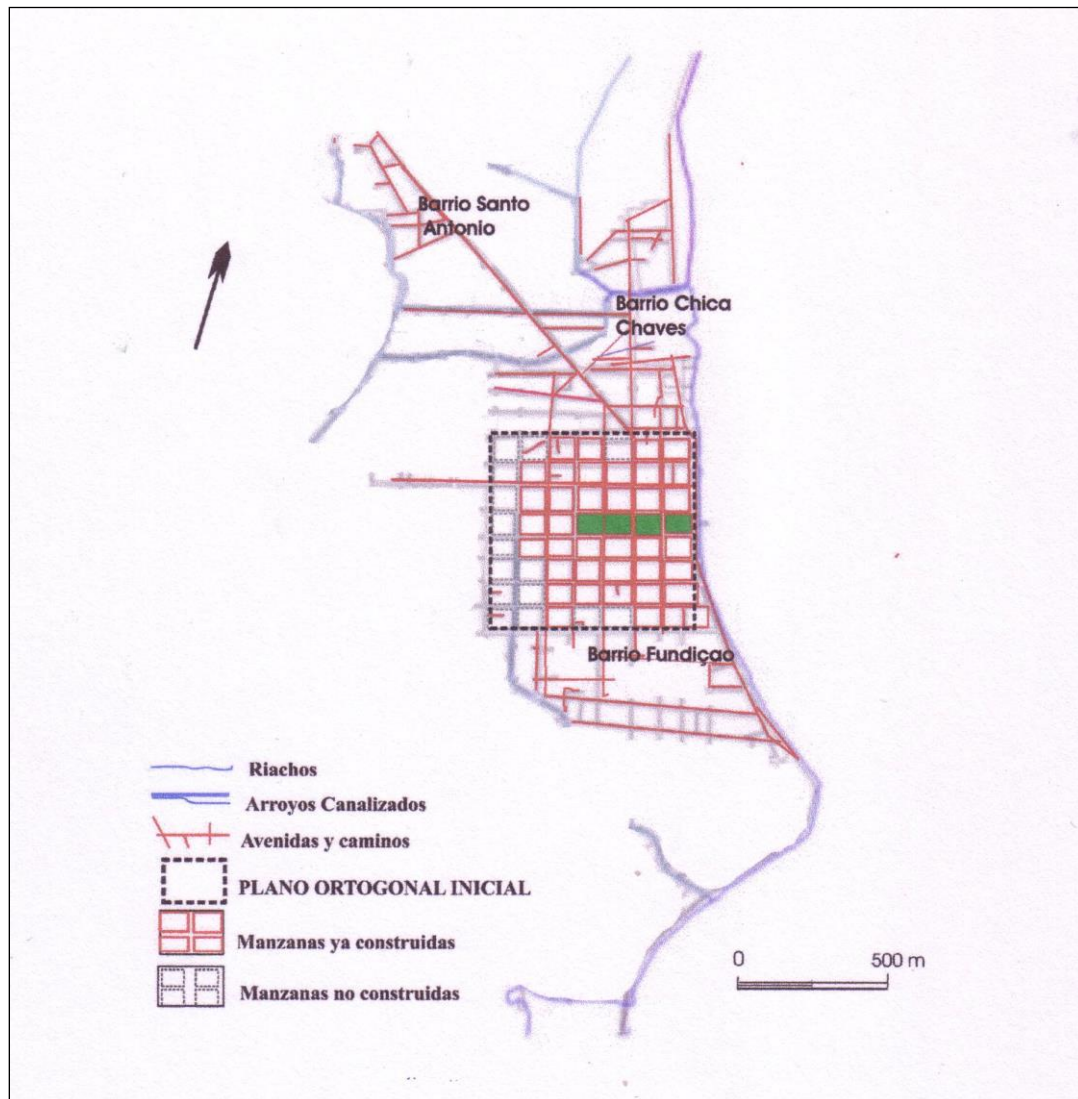 Barrio Santo
Antonio
Barrio Chica
Chaves
Barrio Fundiçao
Riachos
Arroyos Canalizados
Avenidas y caminos
PLANO ORTOGONAL INICIAL
Manzanas ya construidas
Manzanas no construidas
0 500 m